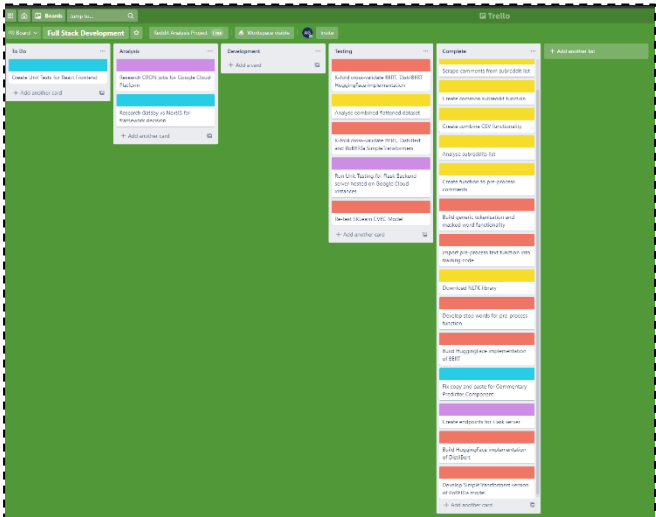 Boards
Jump to...
Trello
Board
Full Stack Development
Reddit Analysis Project
Free
Workspace visible
Invite
To Do
Create Unit Tests for React Frontend
+ Add another card
Analysis
Research CRON jobs for Google Cloud
Platform
Research Gatsby vs NextJS for
framework decision
+ Add another card
Development
+ Add a card
Testing
K-fold cross-validate BERT, DistilBERT
HuggingFace Implementation
Analyse combined flattened dataset
K-fold cross-validate BERT, DistilBert
and RoBERTa SimpleTransformers
Run Unit Testing for Flask Backend
server hosted on Google Cloud
instances
Re-test SKLearn CVEC Model
+ Add another card
Complete
Scrape comments from subreddit list
Create common subreddit function
Create combine CSV functionality
Analyse subreddits list
Create function to pre-process
comments
Build generic tokenisation and
masked word functionality
Import pre-process text function into
training code
Download NLTK library
Develop stop words for pre-process
function
Build HuggingFace implementation
of BERT
Fix copy and paste for Commentary
Predictor Component
Create endpoints for Flask server
Build HuggingFace implementation
of DistilBert
Develop SimpleTransformers version
of RoBERTa model
+ Add another card
+ Add another list